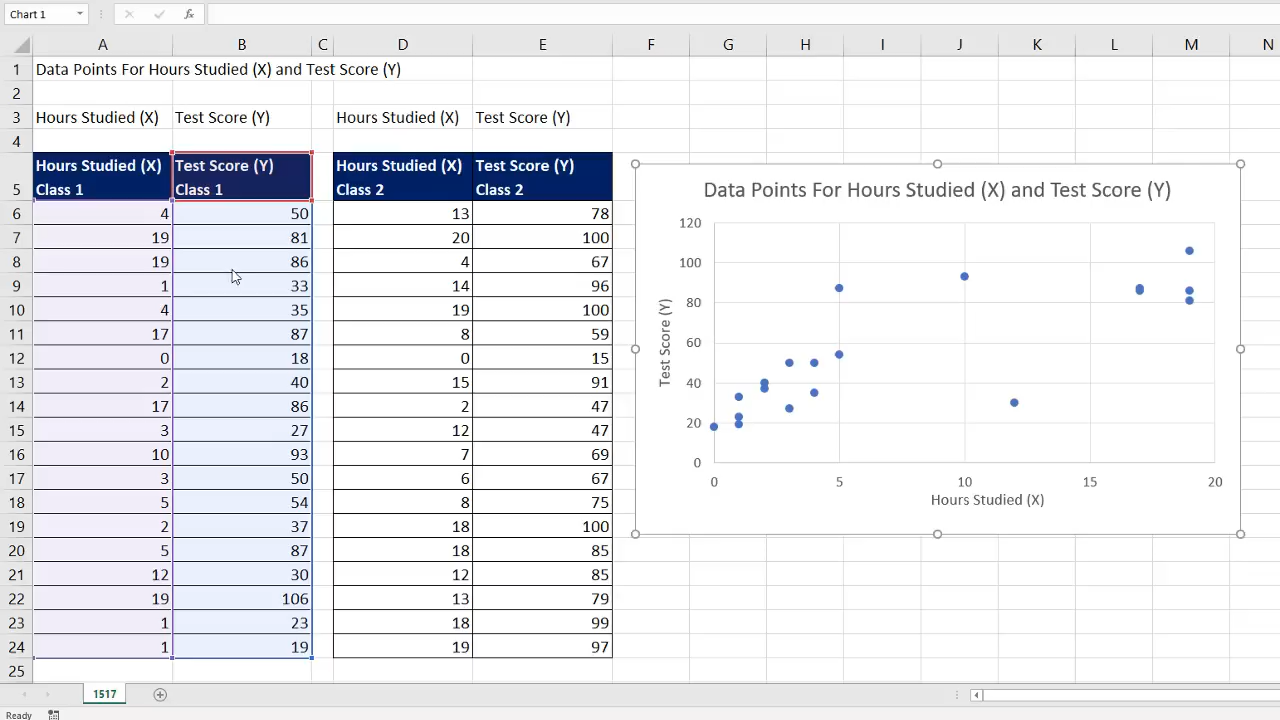 Chart 1
fx
A B C D E F G H I J K L M N
1 Data Points For Hours Studied (X) and Test Score (Y)
2
3 Hours Studied (X) Test Score (Y) Hours Studied (X) Test Score (Y)
4
Hours Studied (X) Test Score (Y) Hours Studied (X) Test Score (Y)
5 Class 1 Class 1 Class 2 Class 2
6 4 50 13 78
7 19 81 20 100
8 19 86 4 67
9 1 33 14 96
10 4 35 19 100
11 17 87 8 59
12 0 18 0 15
13 2 40 15 91
14 17 86 2 47
15 3 27 12 47
16 10 93 7 69
17 3 50 6 67
18 5 54 8 75
19 2 37 18 100
20 5 87 18 85
21 12 30 12 85
22 19 106 13 79
23 1 23 18 99
24 1 19 19 97
25
Data Points For Hours Studied (X) and Test Score (Y)
120
100
80
60
40
20
0
Test Score (Y)
0 5 10 15 20
Hours Studied (X)
1517
Ready